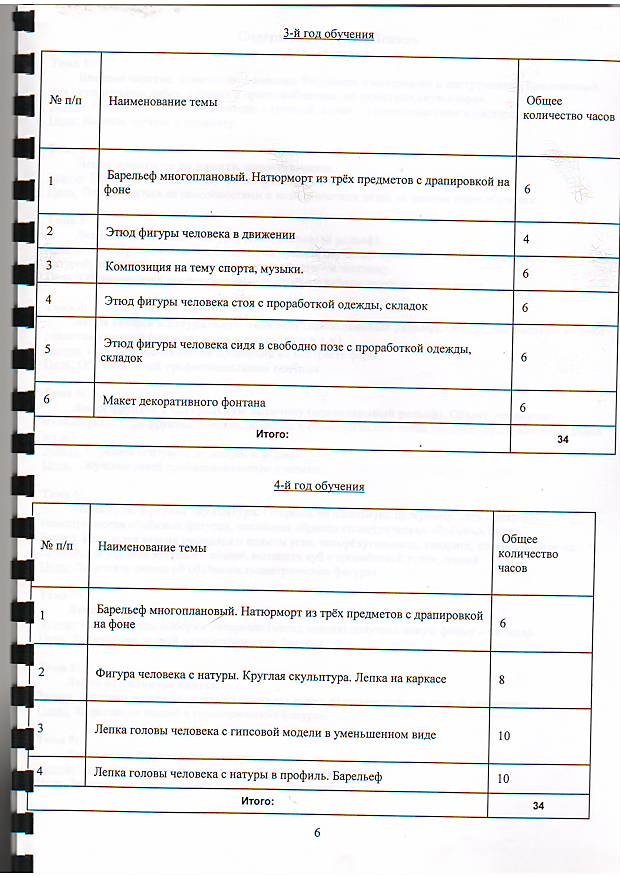 3-й год обучения
№ п/п
Наименование темы
Общее
количество часов
1
Барельеф многоплановый. Натюрморт из трёх предметов с драпировкой на
фоне
6
2
Этюд фигуры человека в движении
4
3
Композиция на тему спорта, музыки.
6
4
Этюд фигуры человека стоя с проработкой одежды, складок
6
5
Этюд фигуры человека сидя в свободно позе с проработкой одежды,
складок
6
6
Макет декоративного фонтана
6
Итого:
34
4-й год обучения
№ п/п
Наименование темы
Общее
количество
часов
1
Барельеф многоплановый. Натюрморт из трёх предметов с драпировкой
на фоне
6
2
Фигура человека с натуры. Круглая скульптура. Лепка на каркасе
8
3
Лепка головы человека с гипсовой модели в уменьшенном виде
10
4
Лепка головы человека с натуры в профиль. Барельеф
10
Итого:
34
6